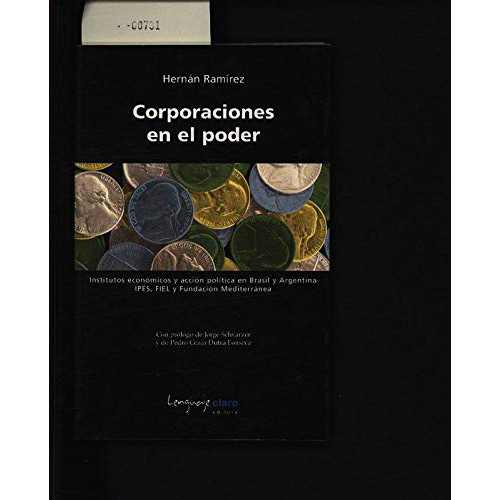 -00731
Hernán Ramírez
Corporaciones
en el poder
Institutos económicos y acción política en Brasil y Argentina
IPES, FIEL y Fundación Mediterránea
Con prólogo de Jorge Schvarzer
y de Pedro Cezar Dutra Fonseca
Lenguaje claro
editora